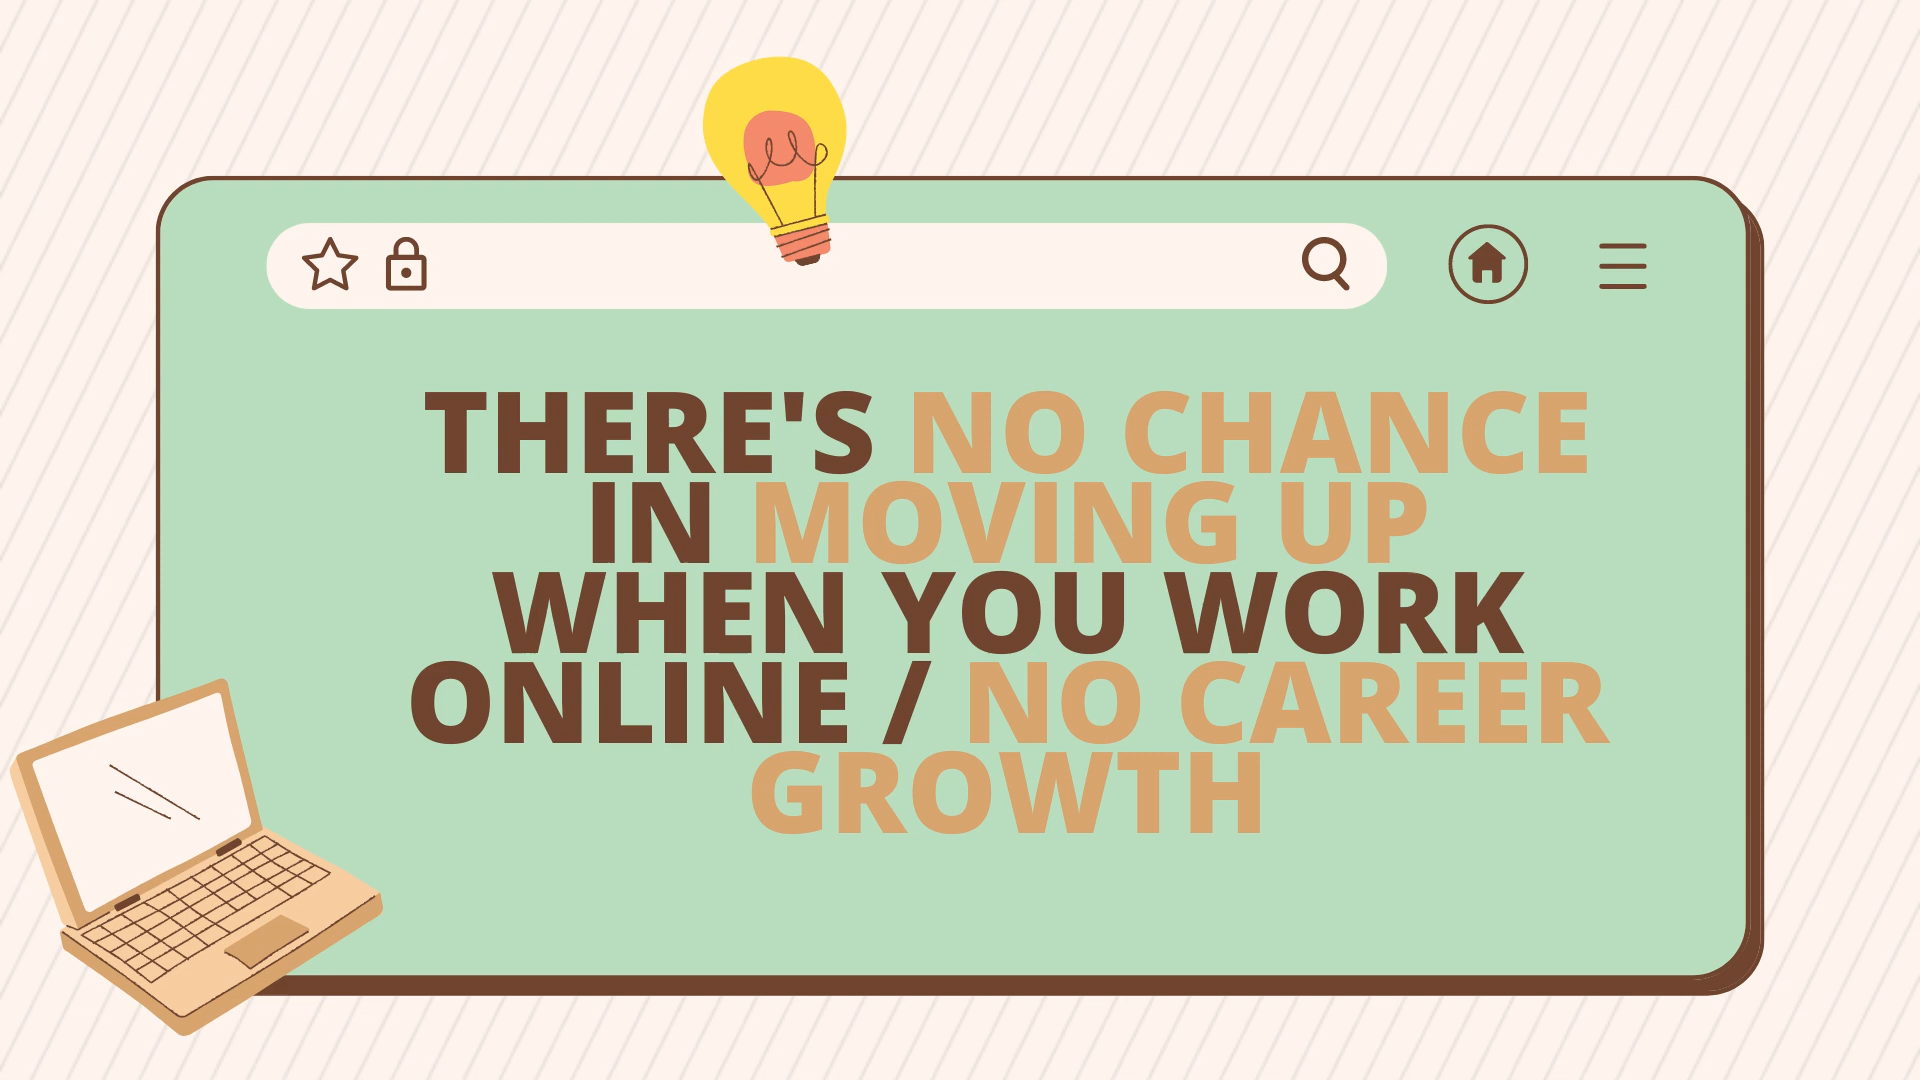 THERE'S NO CHANCE
IN MOVING UP
WHEN YOU WORK
ONLINE / NO CAREER
GROWTH